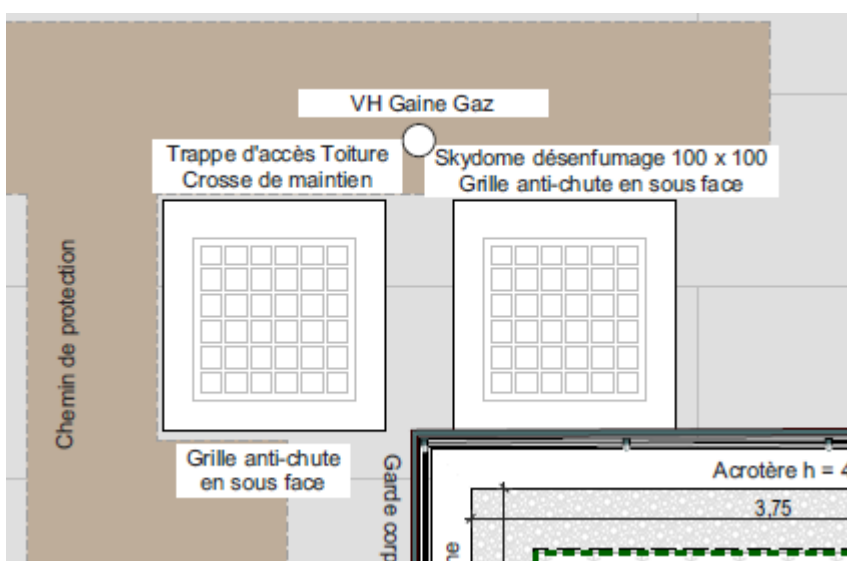 VH Gaine Gaz
Trappe d'accès Toiture
Crosse de maintien
Skydome désenfumage 100 x 100
Grille anti-chute en sous face
Chemin de protection
Grille anti-chute
en sous face
Garde corp
Acrotère h = 4
3,75